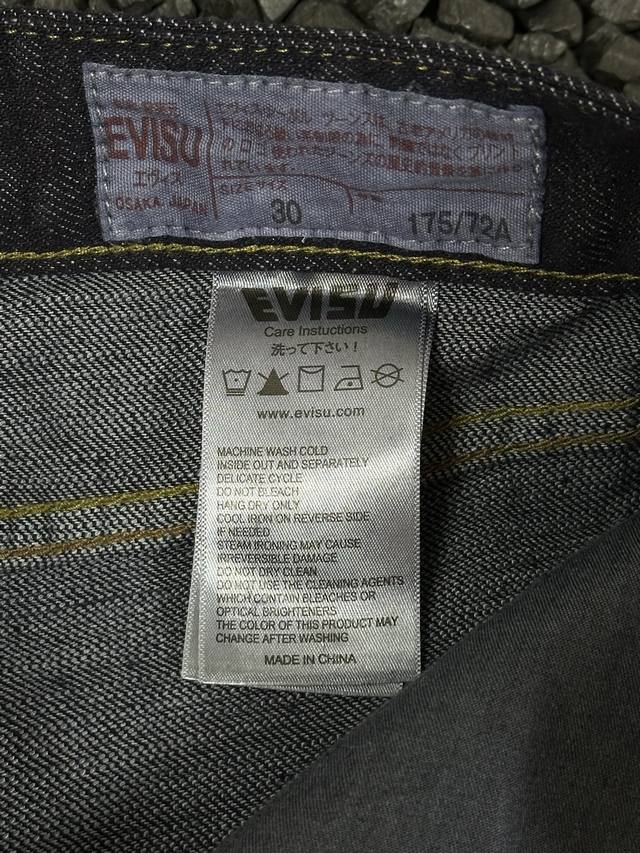 EVISU
エヴィス
OSAKA, JAPAN
SIZEサイズ
30
175/72A
EVISU
Care Instuctions
洗って下さい！
www.evisu.com
MACHINE WASH COLD
INSIDE OUT AND SEPARATELY
DELICATE CYCLE
DO NOT BLEACH
HANG DRY ONLY
COOL IRON ON REVERSE SIDE
IF NEEDED
STEAM IRONING MAY CAUSE
IRREVERSIBLE DAMAGE
DO NOT DRY CLEAN
DO NOT USE THE CLEANING AGENTS
WHICH CONTAIN BLEACHES OR
OPTICAL BRIGHTENERS
THE COLOR OF THIS PRODUCT MAY
CHANGE AFTER WASHING
MADE IN CHINA